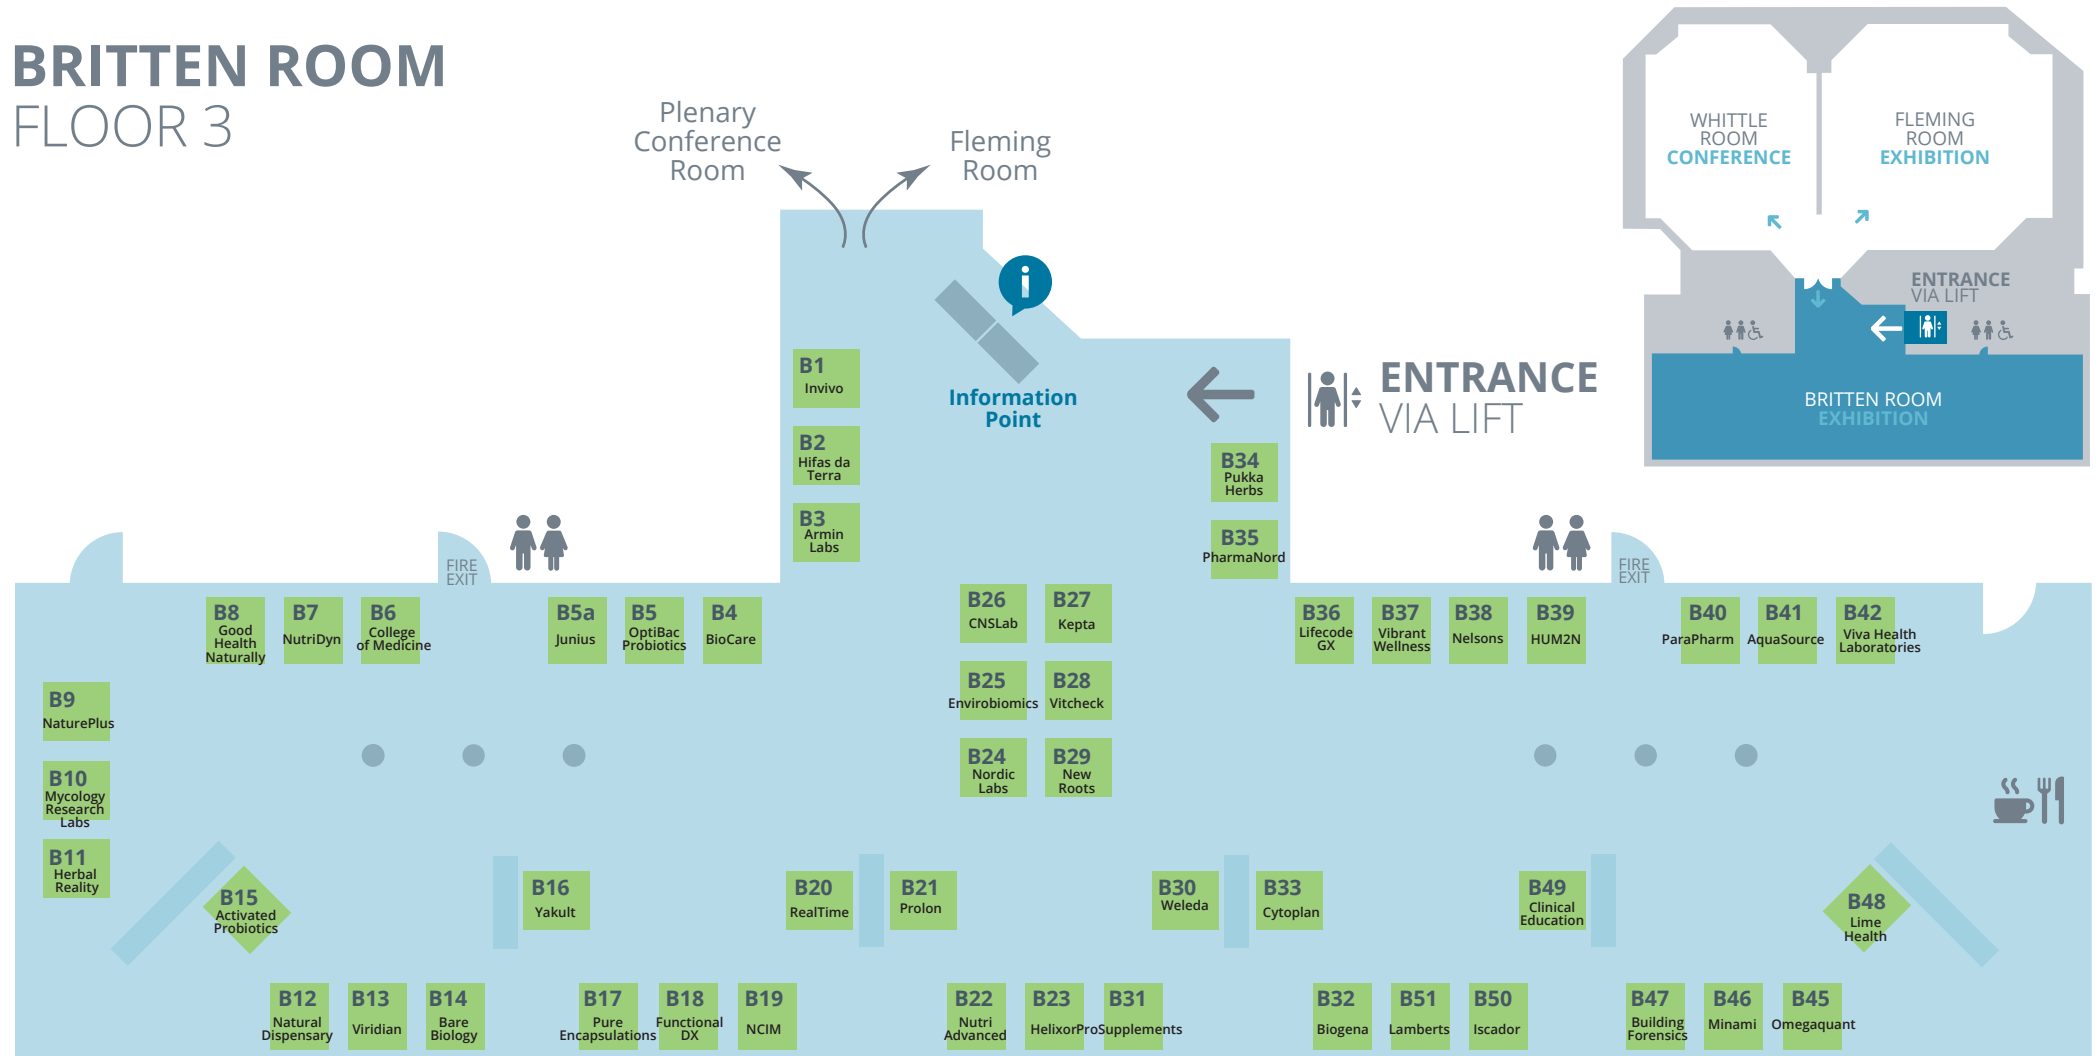 BRITTEN ROOM
FLOOR 3
Plenary
Conference
Room
Fleming
Room
WHITTLE
ROOM
CONFERENCE
FLEMING
ROOM
EXHIBITION
ENTRANCE
VIA LIFT
BRITTEN ROOM
EXHIBITION
i
Information
Point
ENTRANCE
VIA LIFT
B1
Invivo
B2
Hifas da
Terra
B3
Armin
Labs
B34
Pukka
Herbs
B35
PharmaNord
FIRE
EXIT
FIRE
EXIT
B8
Good
Health
Naturally
B7
NutriDyn
B6
College
of Medicine
B5a
Junius
B5
OptiBac
Probiotics
B4
BioCare
B26
CNSLab
B27
Kepta
B36
Lifecode
GX
B37
Vibrant
Wellness
B38
Nelsons
B39
HUM2N
B40
ParaPharm
B41
AquaSource
B42
Viva Health
Laboratories
B9
NaturePlus
B25
Envirobiomics
B28
Vitcheck
B10
Mycology
Research
Labs
B24
Nordic
Labs
B29
New
Roots
B11
Herbal
Reality
B15
Activated
Probiotics
B16
Yakult
B20
RealTime
B21
Prolon
B30
Weleda
B33
Cytoplan
B49
Clinical
Education
B48
Lime
Health
B12
Natural
Dispensary
B13
Viridian
B14
Bare
Biology
B17
Pure
Encapsulations
B18
Functional
DX
B19
NCIM
B22
Nutri
Advanced
B23
Helixor
B31
ProSupplements
B32
Biogena
B51
Lamberts
B50
Iscador
B47
Building
Forensics
B46
Minami
B45
Omegaquant